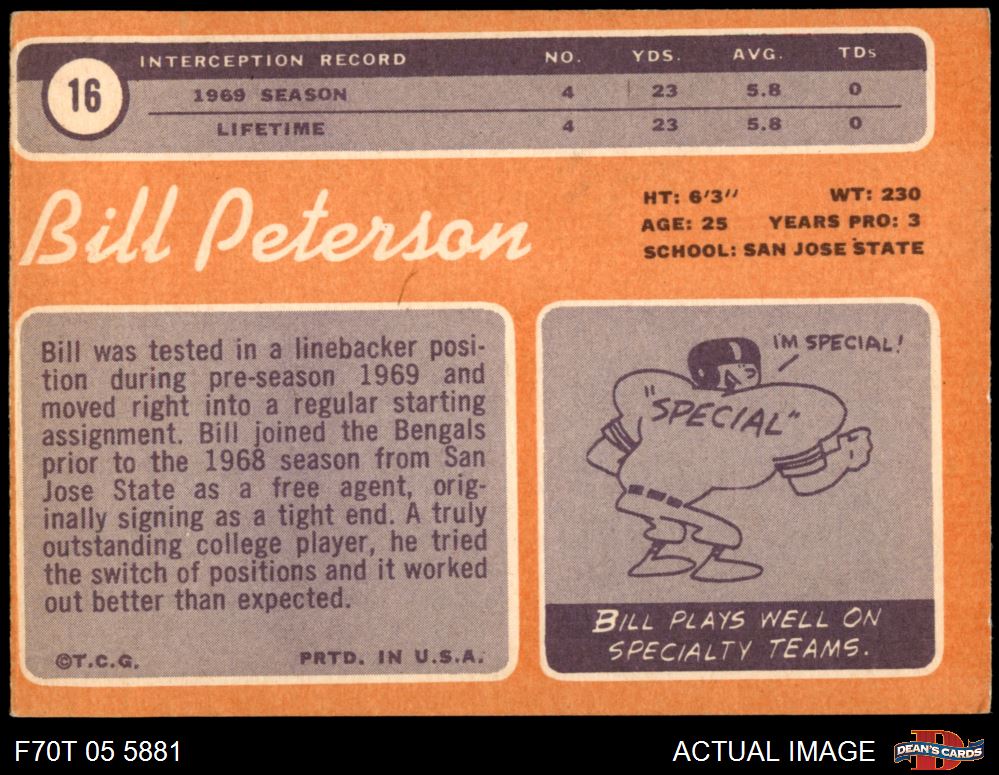 16
INTERCEPTION RECORD NO. YDS. AVG. TDs
1969 SEASON 4 23 5.8 0
LIFETIME 4 23 5.8 0
Bill Peterson
HT: 6'3" WT: 230
AGE: 25 YEARS PRO: 3
SCHOOL: SAN JOSE STATE
Bill was tested in a linebacker posi-
tion during pre-season 1969 and
moved right into a regular starting
assignment. Bill joined the Bengals
prior to the 1968 season from San
Jose State as a free agent, orig-
inally signing as a tight end. A truly
outstanding college player, he tried
the switch of positions and it worked
out better than expected.
©T.C.G. PRTD. IN U.S.A.
I'M SPECIAL!
"SPECIAL"
BILL PLAYS WELL ON
SPECIALTY TEAMS.
F70T 05 5881 ACTUAL IMAGE
D
DEAN'S CARDS